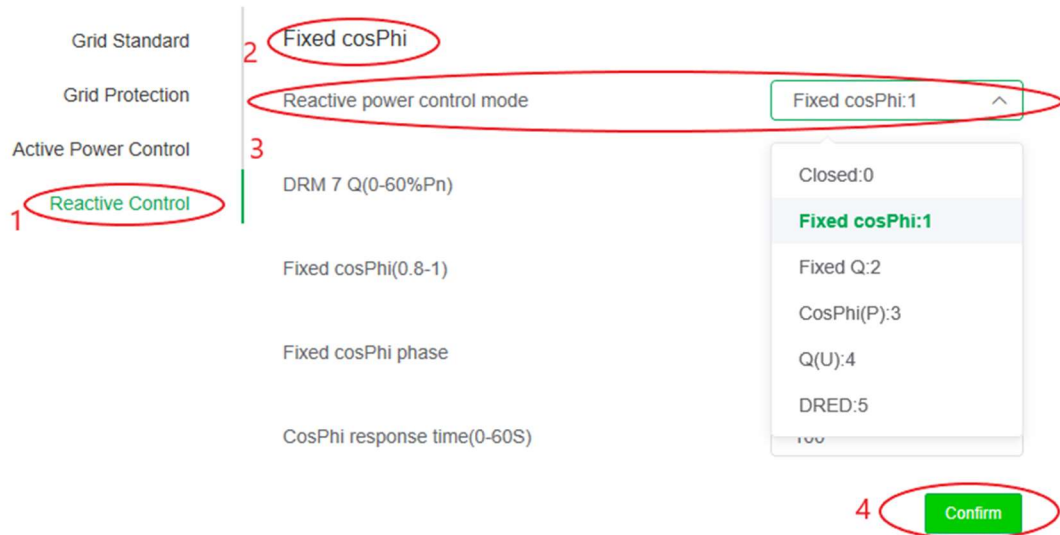 Grid Standard
2 Fixed cosPhi
Grid Protection
Reactive power control mode
Fixed cosPhi:1
Active Power Control
3
DRM 7 Q(0-60%Pn)
Closed:0
1 Reactive Control
Fixed cosPhi:1
Fixed cosPhi(0.8-1)
Fixed Q:2
CosPhi(P):3
Fixed cosPhi phase
Q(U):4
DRED:5
CosPhi response time(0-60S)
4 Confirm